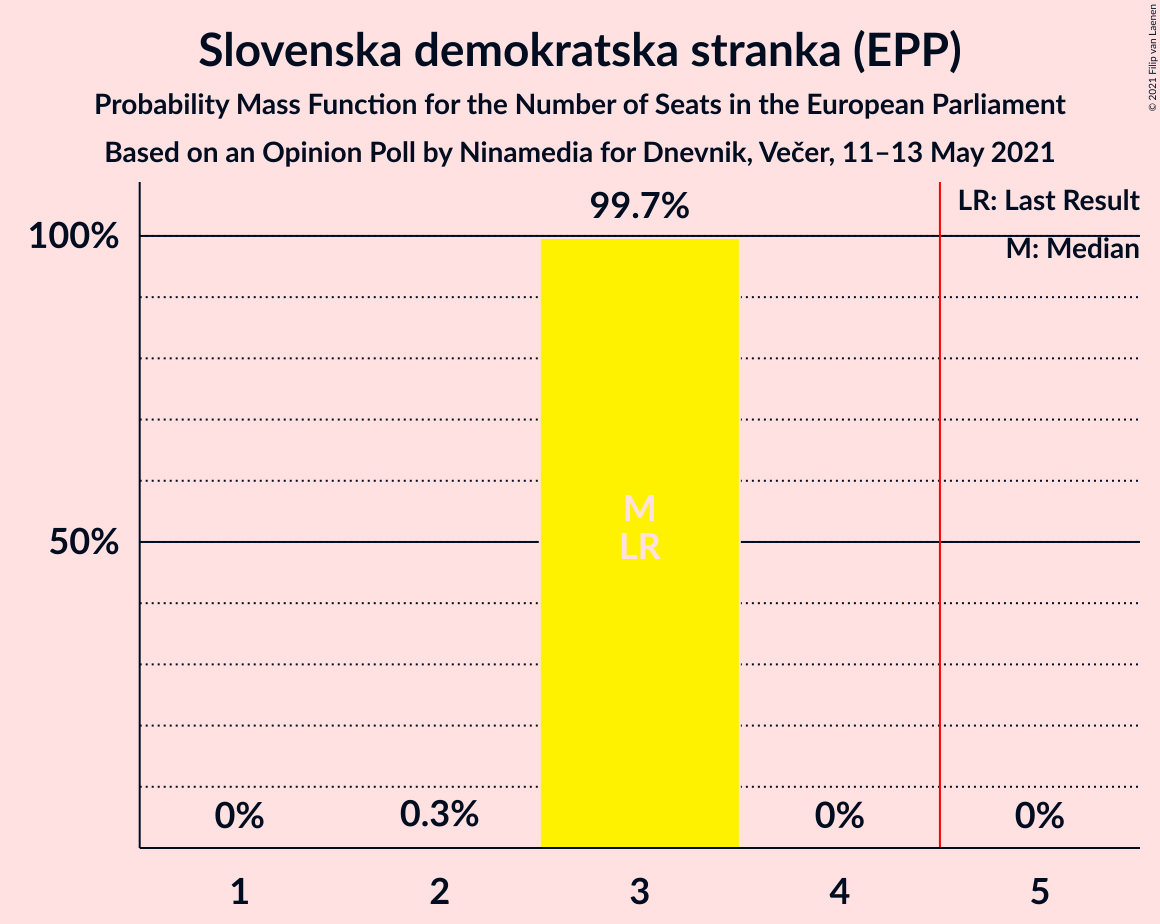 Slovenska demokratska stranka (EPP)
Probability Mass Function for the Number of Seats in the European Parliament
Based on an Opinion Poll by Ninamedia for Dnevnik, Večer, 11–13 May 2021
© 2021 Filip van Laenen
LR: Last Result
M: Median
99.7%
100%
50%
M
LR
0%
0.3%
0%
0%
1
2
3
4
5